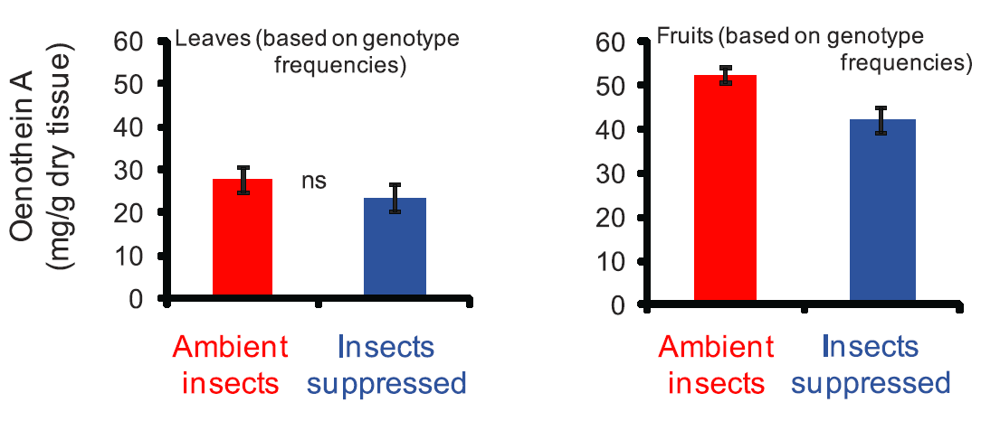 Oenothein A
(mg/g dry tissue)
60
50
40
30
20
10
0
Leaves (based on genotype
frequencies)
ns
Ambient
insects
Insects
suppressed
60
50
40
30
20
10
0
Fruits (based on genotype
frequencies)
Ambient
insects
Insects
suppressed